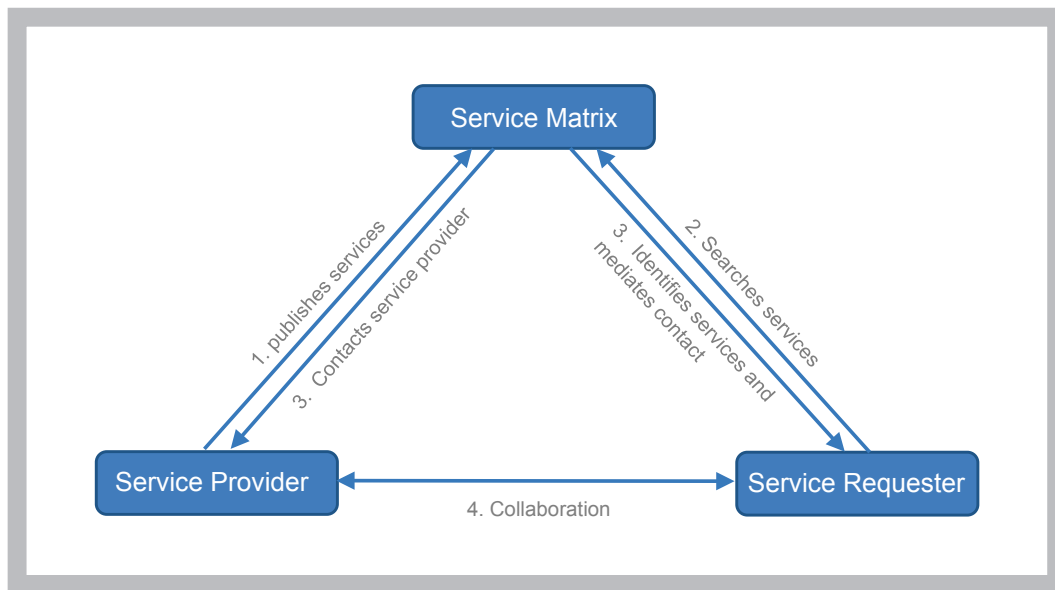 Service Matrix
1. publishes services
3. Contacts service provider
3. Identifies services and
mediates contact
2. Searches services
Service Provider
Service Requester
4. Collaboration